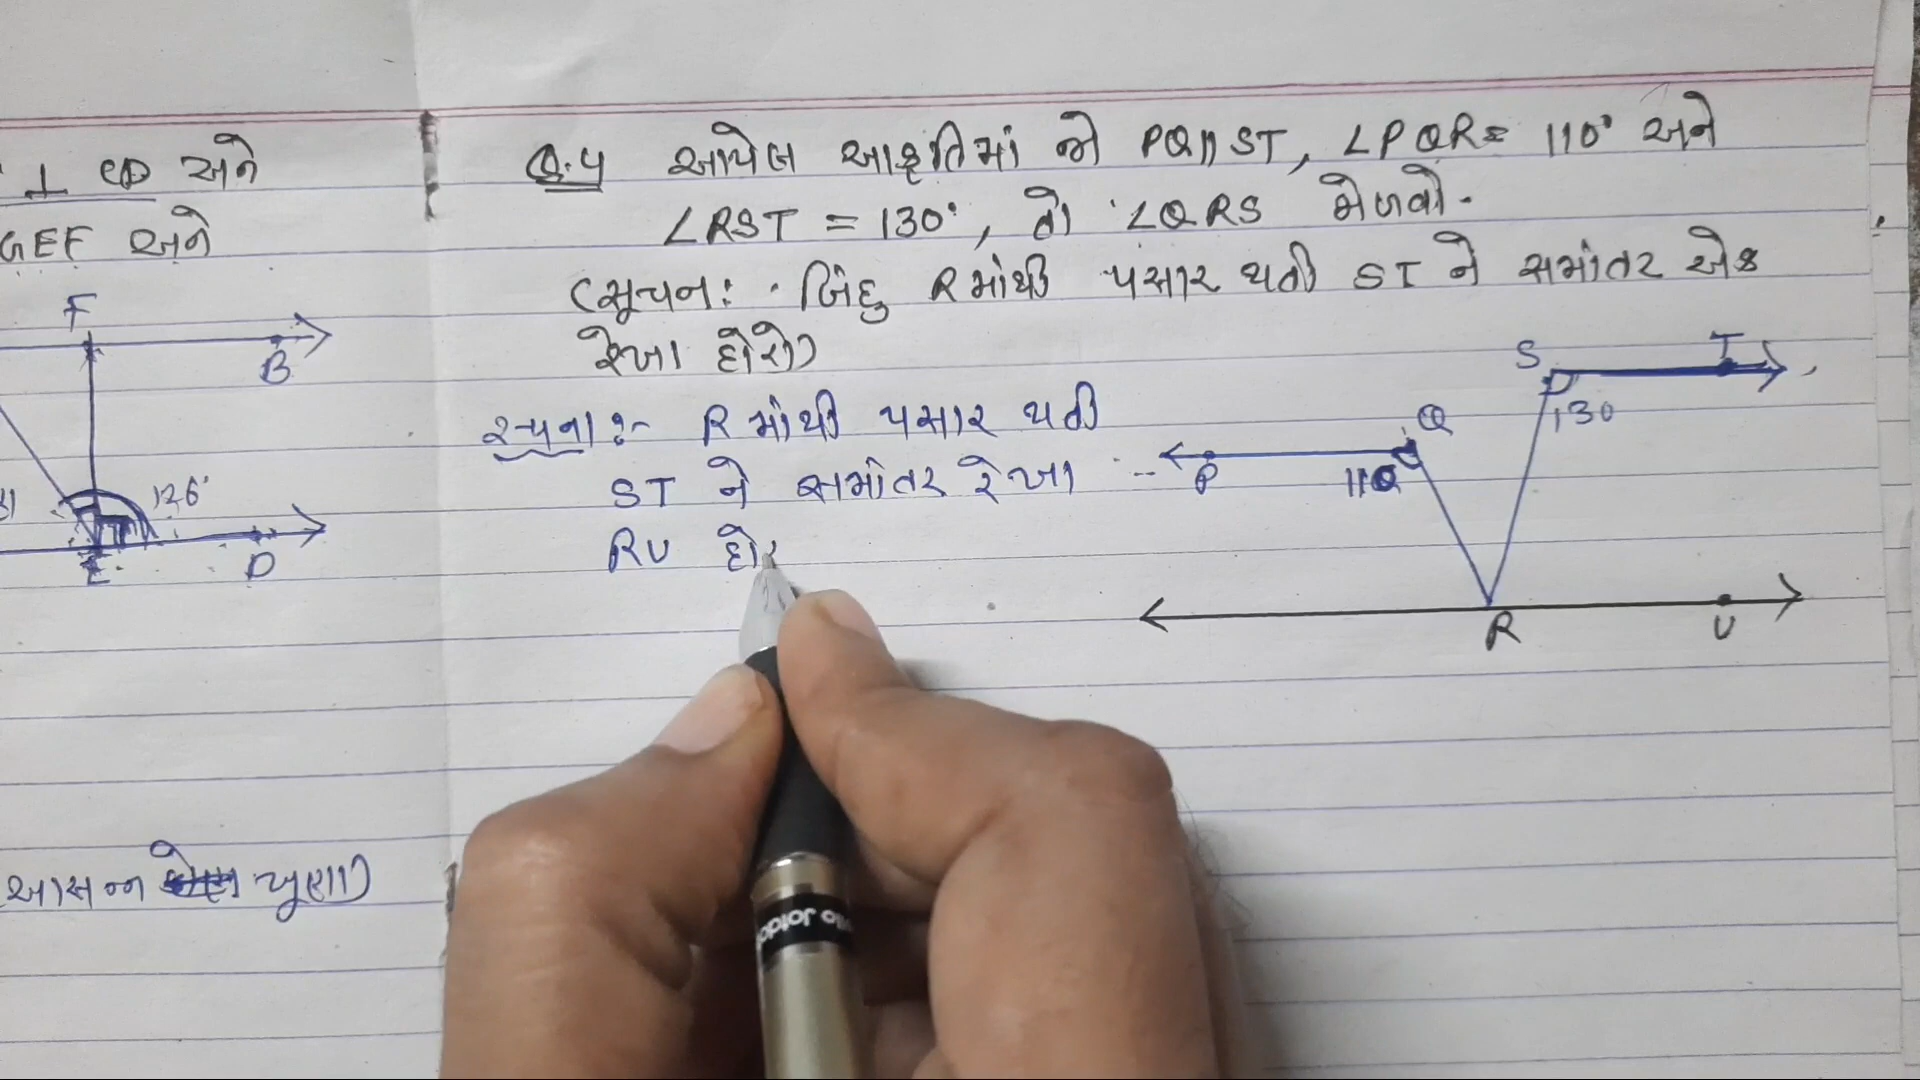 ⊥ CD અને
GEF અને
F
B
126°
E
D
આસન્ન ખૂણા)
Q.5 આપેલ આકૃતિમાં જો PQ || ST, ∠PQR = 110° અને
∠RST = 130°, તો ∠QRS મેળવો.
(સૂચન: બિંદુ R માંથી પસાર થતી ST ને સમાંતર એક
રેખા દોરો)
રચના :- R માંથી પસાર થતી
ST ને સમાંતર રેખા
RU
S
T
130
Q
P
110
R
U